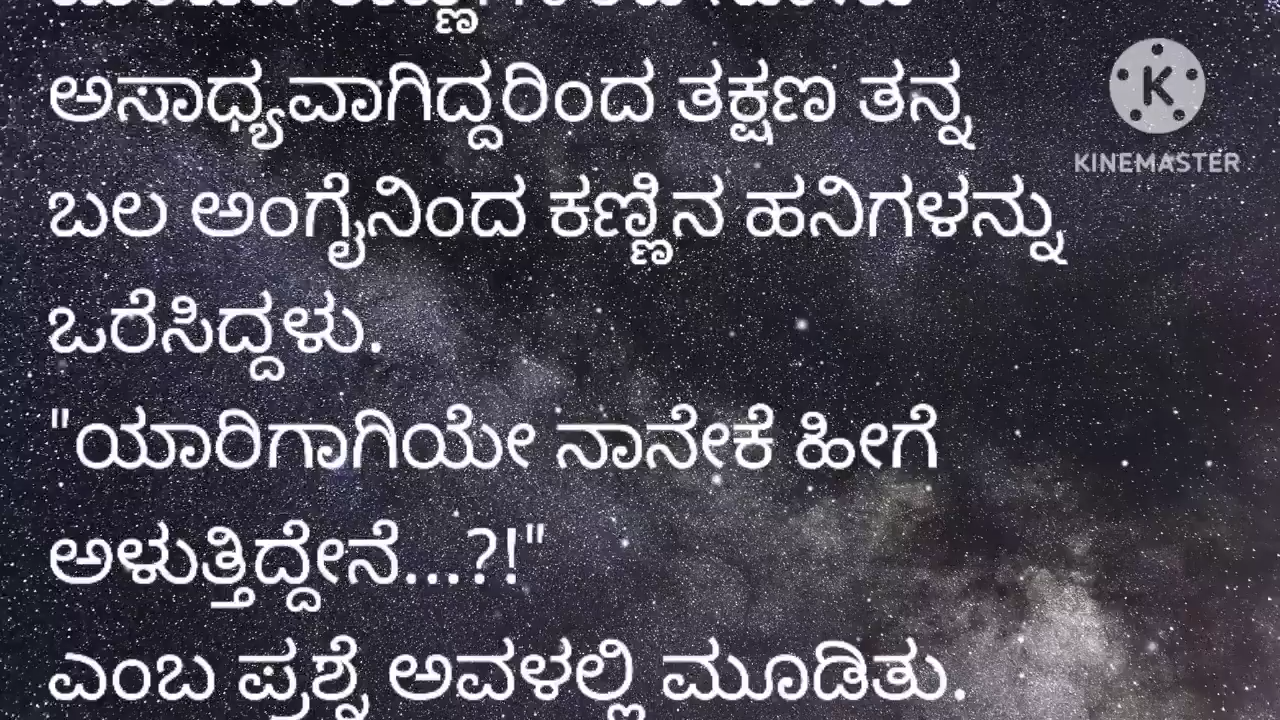 ಅಸಾಧ್ಯವಾಗಿದ್ದರಿಂದ ತಕ್ಷಣ ತನ್ನ
ಬಲ ಅಂಗೈನಿಂದ ಕಣ್ಣಿನ ಹನಿಗಳನ್ನು
ಒರೆಸಿದ್ದಳು.
"ಯಾರಿಗಾಗಿಯೇ ನಾನೇಕೆ ಹೀಗೆ
ಅಳುತ್ತಿದ್ದೇನೆ...?!"
ಎಂಬ ಪ್ರಶ್ನೆ ಅವಳಲ್ಲಿ ಮೂಡಿತು.
K
KINEMASTER